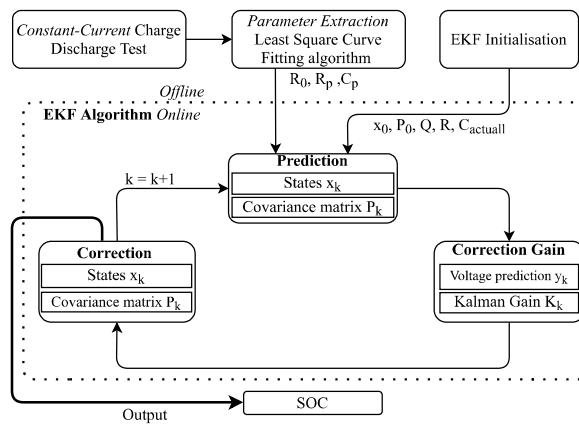 Constant-Current Charge
Discharge Test
Parameter Extraction
Least Square Curve
Fitting algorithm
EKF Initialisation
R0, Rp ,Cp
Offline
EKF Algorithm Online
x0, P0, Q, R, Cactuall
Prediction
States xk
Covariance matrix Pk
k = k+1
Correction
States xk
Covariance matrix Pk
Correction Gain
Voltage prediction yk
Kalman Gain Kk
Output
SOC